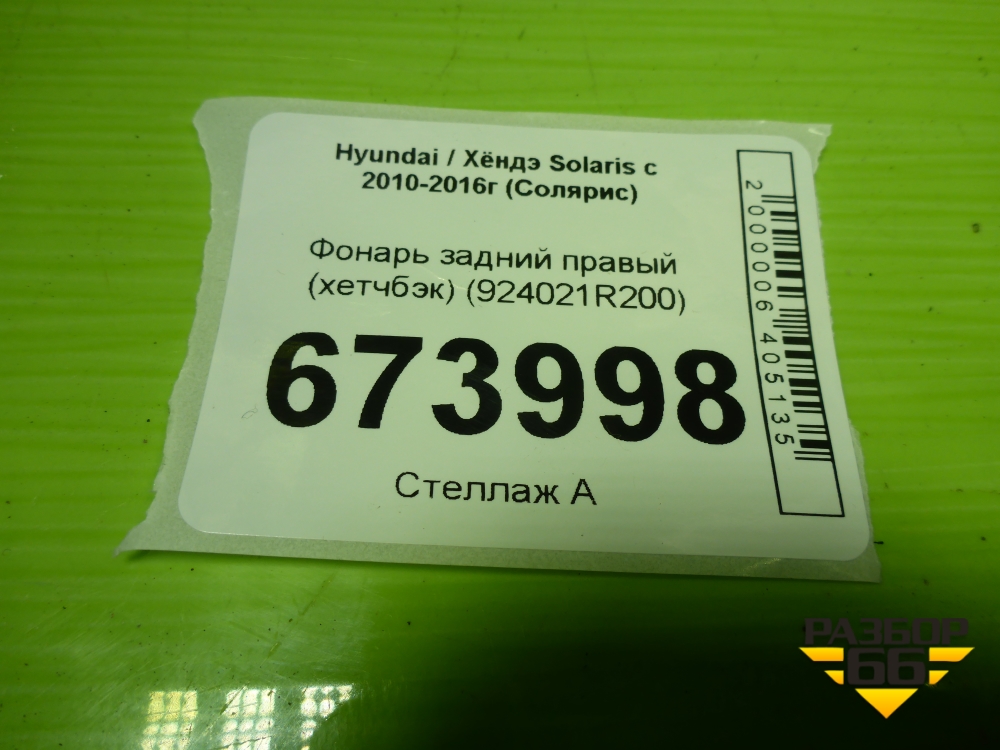 Hyundai / Хёндэ Solaris с
2010-2016г (Солярис)
Фонарь задний правый
(хетчбэк) (924021R200)
673998
Стеллаж А
2000006405135
РАЗБОР
66